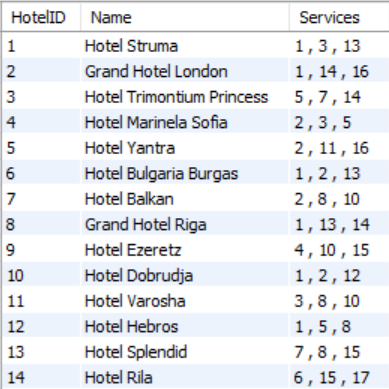 HotelID Name Services
1 Hotel Struma 1 , 3 , 13
2 Grand Hotel London 1 , 14 , 16
3 Hotel Trimontium Princess 5 , 7 , 14
4 Hotel Marinela Sofia 2 , 3 , 5
5 Hotel Yantra 2 , 11 , 16
6 Hotel Bulgaria Burgas 1 , 2 , 13
7 Hotel Balkan 2 , 8 , 10
8 Grand Hotel Riga 1 , 13 , 14
9 Hotel Ezeretz 4 , 10 , 15
10 Hotel Dobrudja 1 , 2 , 12
11 Hotel Varosha 3 , 8 , 10
12 Hotel Hebros 1 , 5 , 8
13 Hotel Splendid 7 , 8 , 15
14 Hotel Rila 6 , 15 , 17